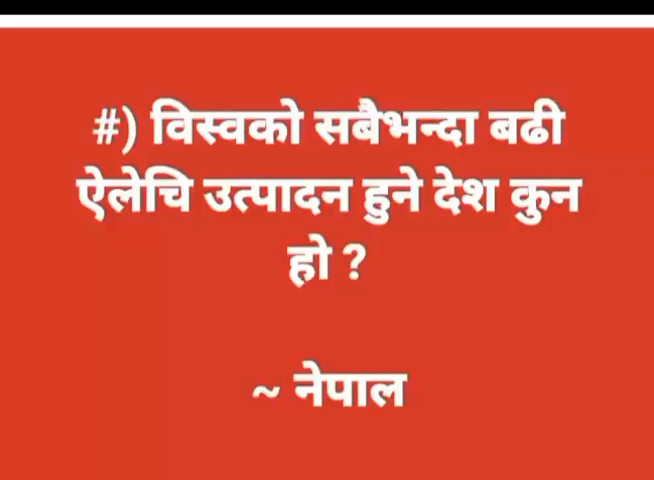 #) विस्वको सबैभन्दा बढी
ऐलेचि उत्पादन हुने देश कुन
हो ?
~ नेपाल